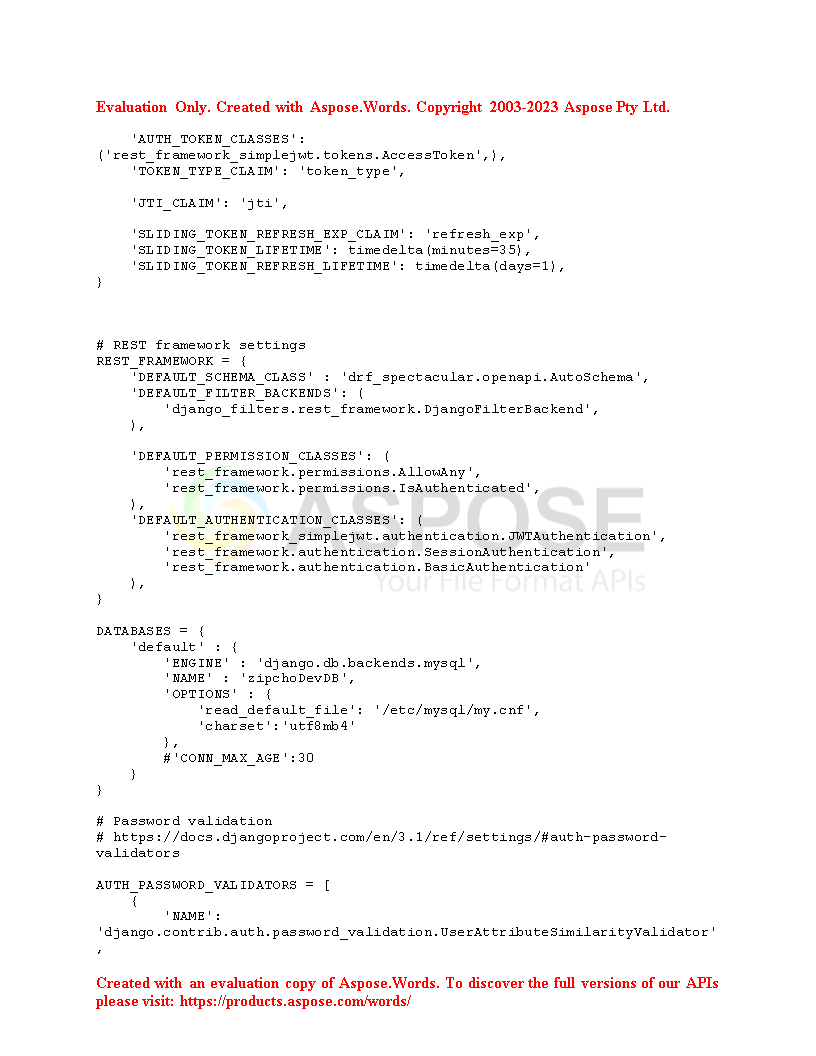 Evaluation Only. Created with Aspose.Words. Copyright 2003-2023 Aspose Pty Ltd.
'AUTH_TOKEN_CLASSES':
('rest_framework_simplejwt.tokens.AccessToken',),
'TOKEN_TYPE_CLAIM': 'token_type',
'JTI_CLAIM': 'jti',
'SLIDING_TOKEN_REFRESH_EXP_CLAIM': 'refresh_exp',
'SLIDING_TOKEN_LIFETIME': timedelta(minutes=35),
'SLIDING_TOKEN_REFRESH_LIFETIME': timedelta(days=1),
}
# REST framework settings
REST_FRAMEWORK = {
'DEFAULT_SCHEMA_CLASS' : 'drf_spectacular.openapi.AutoSchema',
'DEFAULT_FILTER_BACKENDS': (
'django_filters.rest_framework.DjangoFilterBackend',
),
'DEFAULT_PERMISSION_CLASSES': (
'rest_framework.permissions.AllowAny',
'rest_framework.permissions.IsAuthenticated',
),
'DEFAULT_AUTHENTICATION_CLASSES': (
'rest_framework_simplejwt.authentication.JWTAuthentication',
'rest_framework.authentication.SessionAuthentication',
'rest_framework.authentication.BasicAuthentication'
),
}
ASPOSE
Your File Format APIs
DATABASES = {
'default' : {
'ENGINE' : 'django.db.backends.mysql',
'NAME' : 'zipchoDevDB',
'OPTIONS' : {
'read_default_file': '/etc/mysql/my.cnf',
'charset':'utf8mb4'
},
#'CONN_MAX_AGE':30
}
}
# Password validation
# https://docs.djangoproject.com/en/3.1/ref/settings/#auth-password-
validators
AUTH_PASSWORD_VALIDATORS = [
{
'NAME':
'django.contrib.auth.password_validation.UserAttributeSimilarityValidator'
,
Created with an evaluation copy of Aspose.Words. To discover the full versions of our APIs
please visit: https://products.aspose.com/words/